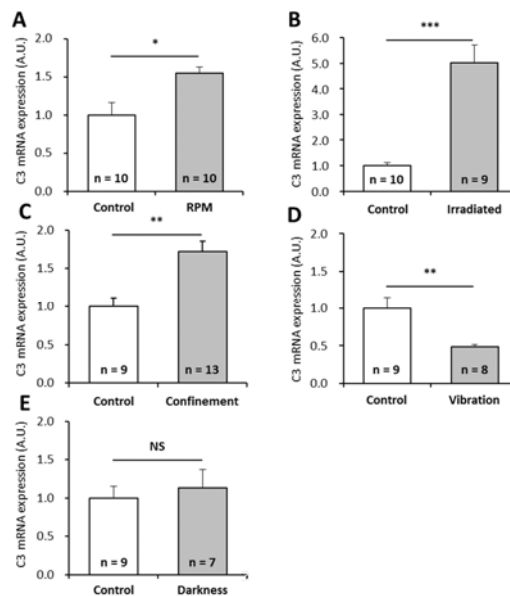 A
C3 mRNA expression (A.U.)
2.0
1.5
1.0
0.5
0.0
*
n = 10
n = 10
Control
RPM
B
C3 mRNA expression (A.U.)
6.0
5.0
4.0
3.0
2.0
1.0
0.0
***
n = 10
n = 9
Control
Irradiated
C
C3 mRNA expression (A.U.)
2.0
1.5
1.0
0.5
0.0
**
n = 9
n = 13
Control
Confinement
D
C3 mRNA expression (A.U.)
2.0
1.5
1.0
0.5
0.0
**
n = 9
n = 8
Control
Vibration
E
C3 mRNA expression (A.U.)
2.0
1.5
1.0
0.5
0.0
NS
n = 9
n = 7
Control
Darkness